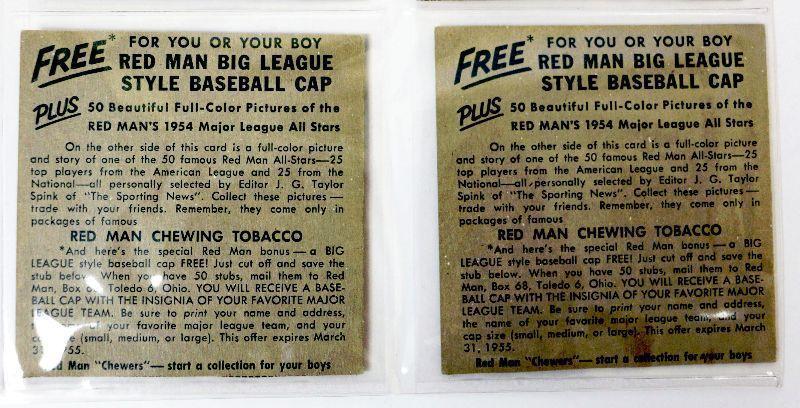 FREE* FOR YOU OR YOUR BOY
RED MAN BIG LEAGUE
STYLE BASEBALL CAP
PLUS 50 Beautiful Full-Color Pictures of the
RED MAN'S 1954 Major League All Stars
On the other side of this card is a full-color picture
and story of one of the 50 famous Red Man All-Stars—25
top players from the American League and 25 from the
National—all personally selected by Editor J. G. Taylor
Spink of "The Sporting News". Collect these pictures—
trade with your friends. Remember, they come only in
packages of famous
RED MAN CHEWING TOBACCO
*And here's the special Red Man bonus—a BIG
LEAGUE style baseball cap FREE! Just cut off and save the
stub below. When you have 50 stubs, mail them to Red
Man, Box 6, Toledo 6, Ohio. YOU WILL RECEIVE A BASE-
BALL CAP WITH THE INSIGNIA OF YOUR FAVORITE MAJOR
LEAGUE TEAM. Be sure to print your name and address,
of your favorite major league team, and your
size (small, medium, or large). This offer expires March
31, 1955.
Red Man "Chewers"— start a collection for your boys
FREE* FOR YOU OR YOUR BOY
RED MAN BIG LEAGUE
STYLE BASEBALL CAP
PLUS 50 Beautiful Full-Color Pictures of the
RED MAN'S 1954 Major League All Stars
On the other side of this card is a full-color picture
and story of one of the 50 famous Red Man All-Stars—25
top players from the American League and 25 from the
National—all personally selected by Editor J. G. Taylor
Spink of "The Sporting News". Collect these pictures—
trade with your friends. Remember, they come only in
packages of famous
RED MAN CHEWING TOBACCO
*And here's the special Red Man bonus—a BIG
LEAGUE style baseball cap FREE! Just cut off and save the
stub below. When you have 50 stubs, mail them to Red
Man, Box 68, Toledo 6, Ohio. YOU WILL RECEIVE A BASE-
BALL CAP WITH THE INSIGNIA OF YOUR FAVORITE MAJOR
LEAGUE TEAM. Be sure to print your name and address,
the name of your favorite major league team, and your
cap size (small, medium, or large). This offer expires March
31, 1955.
Red Man "Chewers"— start a collection for your boys